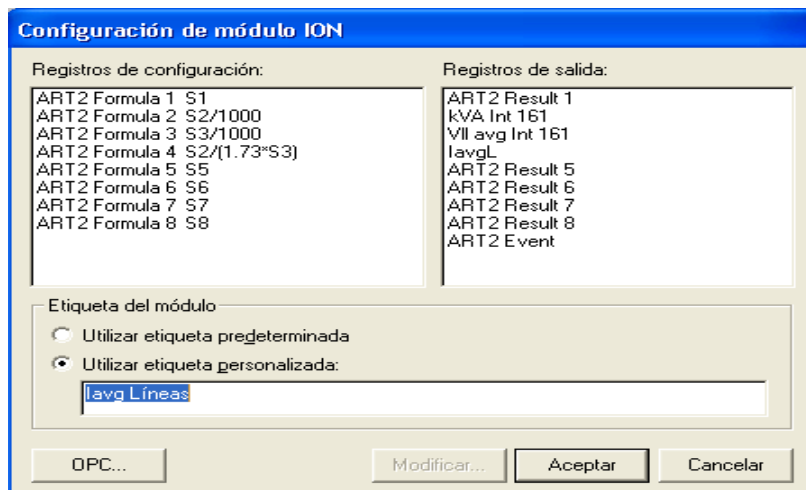 Configuración de módulo ION
Registros de configuración:
ART2 Formula 1 S1
ART2 Formula 2 S2/1000
ART2 Formula 3 S3/1000
ART2 Formula 4 S2/(1.73*S3)
ART2 Formula 5 S5
ART2 Formula 6 S6
ART2 Formula 7 S7
ART2 Formula 8 S8
Registros de salida:
ART2 Result 1
kVA Int 161
Vll avg Int 161
IavgL
ART2 Result 5
ART2 Result 6
ART2 Result 7
ART2 Result 8
ART2 Event
Etiqueta del módulo
Utilizar etiqueta predeterminada
Utilizar etiqueta personalizada:
Iavg Líneas
OPC...
Modificar...
Aceptar
Cancelar